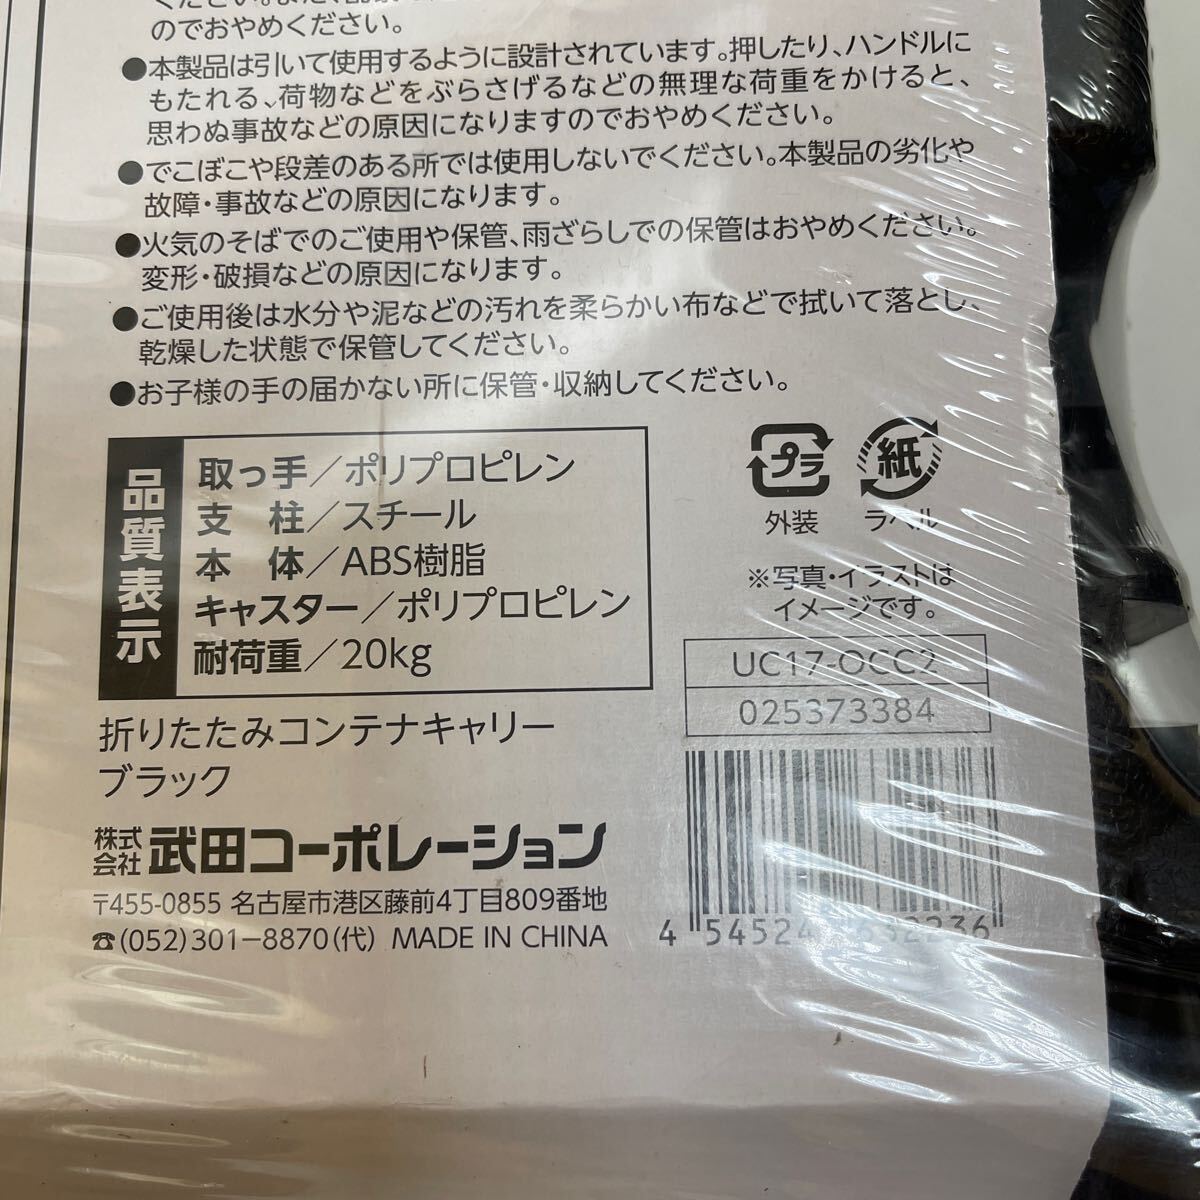 のでおやめください。
●本製品は引いて使用するように設計されています。押したり、ハンドルに
もたれる、荷物などをぶらさげるなどの無理な荷重をかけると、
思わぬ事故などの原因になりますのでおやめください。
●でこぼこや段差のある所では使用しないでください。本製品の劣化や
故障・事故などの原因になります。
●火気のそばでのご使用や保管、雨ざらしでの保管はおやめください。
変形・破損などの原因になります。
●ご使用後は水分や泥などの汚れを柔らかい布などで拭いて落とし、
乾燥した状態で保管してください。
●お子様の手の届かない所に保管・収納してください。
品質表示
取っ手／ポリプロピレン
支 柱／スチール
本 体／ABS樹脂
キャスター／ポリプロピレン
耐荷重／20kg
プラ
外装
紙
ラベル
※写真・イラストは
イメージです。
UC17-OCC2
025373384
折りたたみコンテナキャリー
ブラック
株式会社 武田コーポレーション
〒455-0855 名古屋市港区藤前4丁目809番地
☎(052)301-8870(代) MADE IN CHINA
4 54524 632236